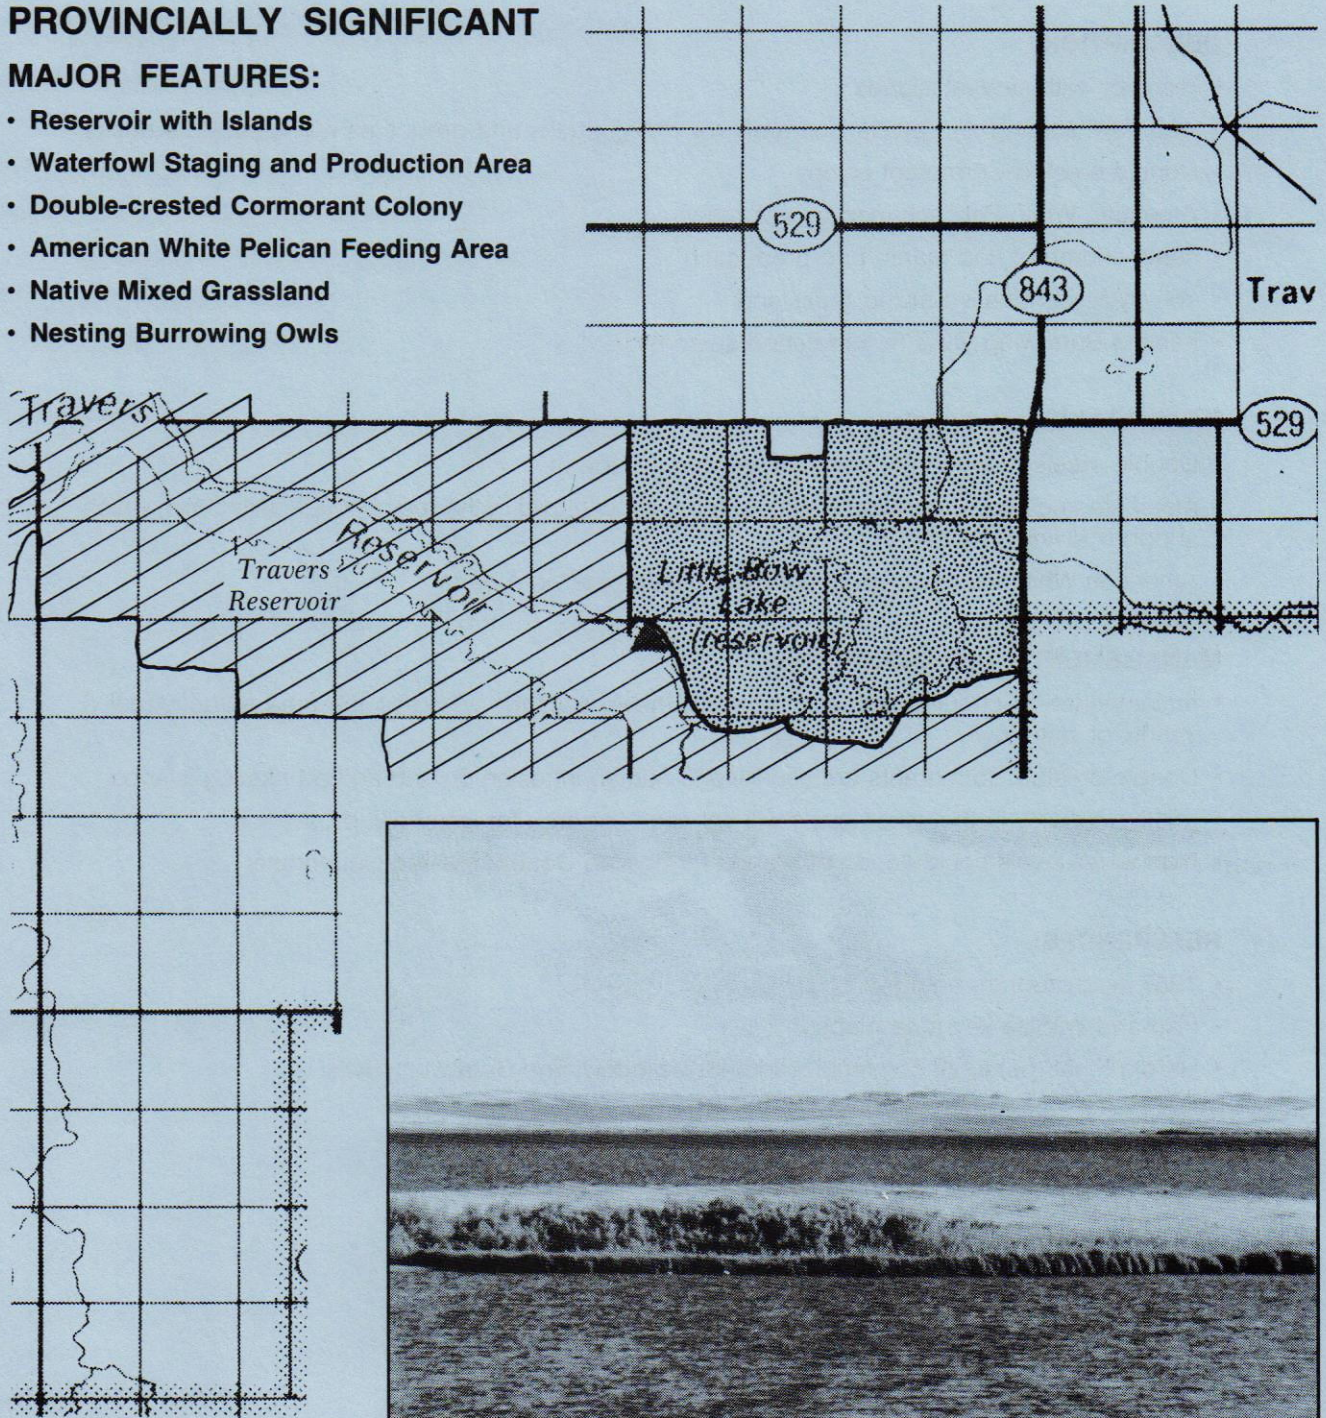 PROVINCIALLY SIGNIFICANT
MAJOR FEATURES:
• Reservoir with Islands
• Waterfowl Staging and Production Area
• Double-crested Cormorant Colony
• American White Pelican Feeding Area
• Native Mixed Grassland
• Nesting Burrowing Owls
529
843
Trav
Travers
529
Reservoir
Travers
Reservoir
Little Bow
Lake
(reservoir)